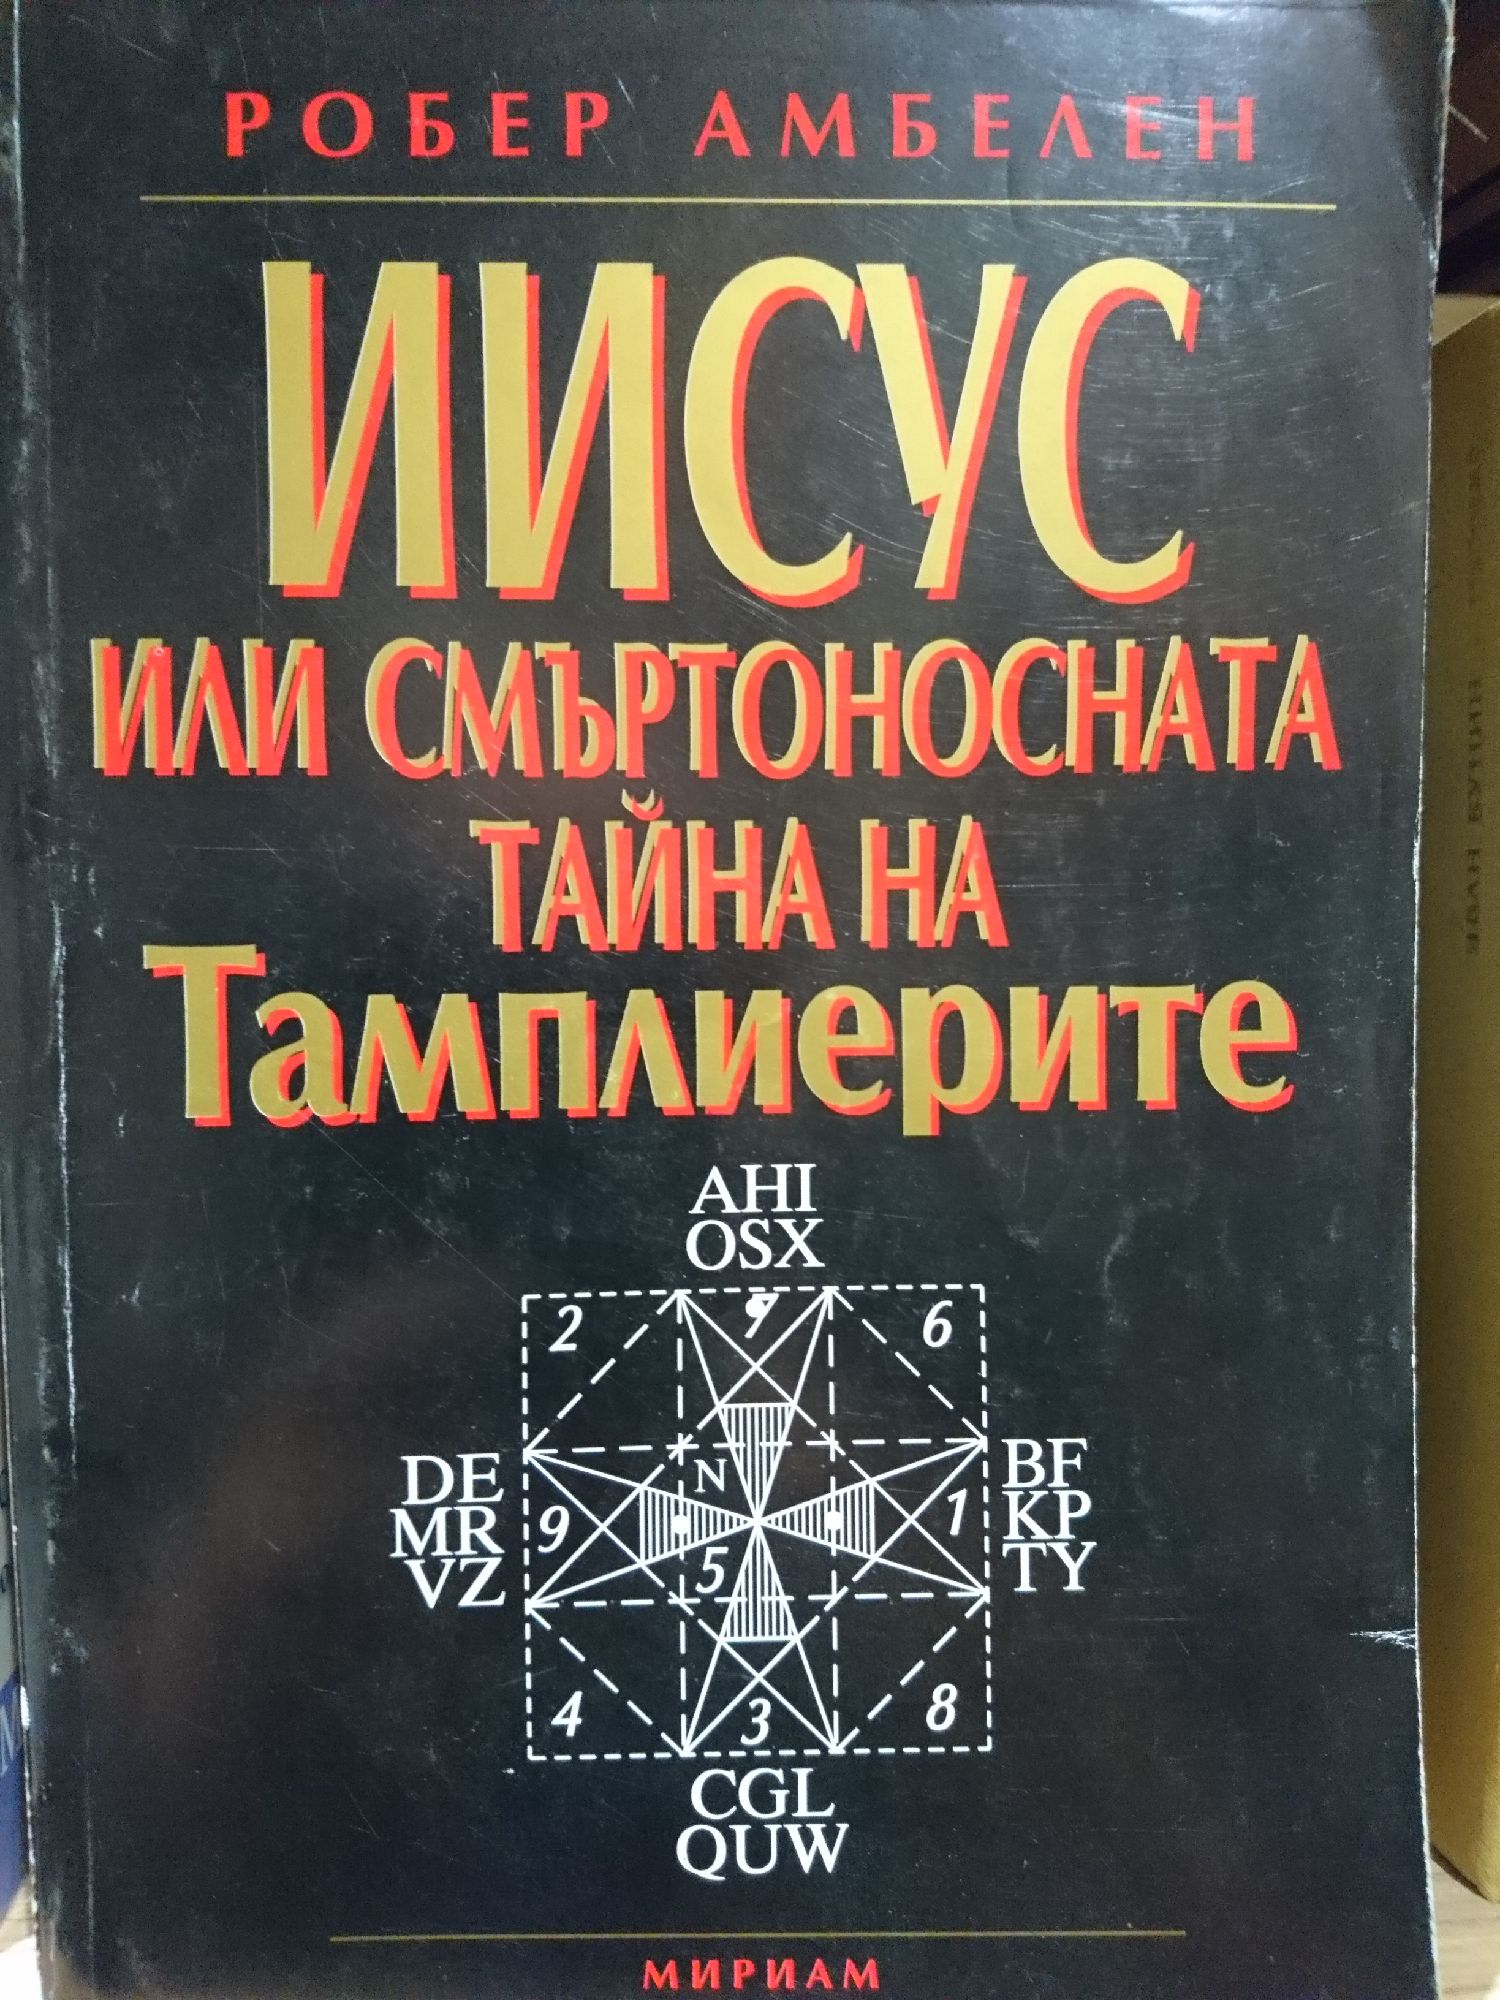 РОБЕР АМБЕЛЕН
ИИСУС
ИЛИ СМЪРТОНОСНАТА
ТАЙНА НА
Тамплиерите
AHI
OSX
2 7 6
DE
MR
VZ
N
9 1
5
BF
KP
TY
4 3 8
CGL
QUW
МИРИАМ